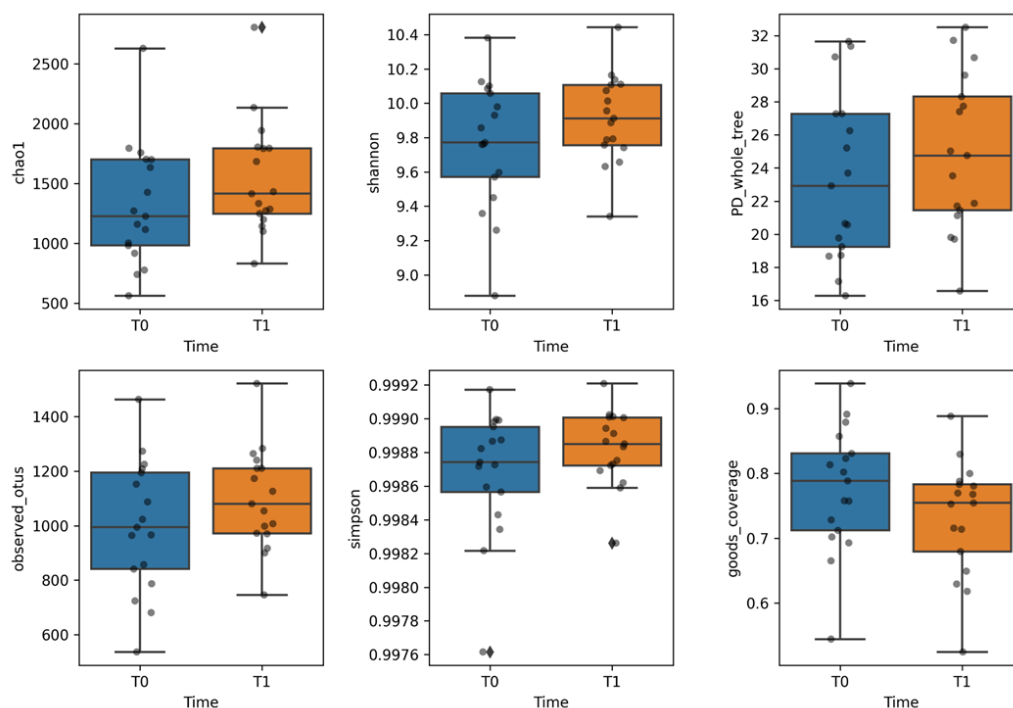 chao1
2500
2000
1500
1000
500
T0
T1
Time
shannon
10.4
10.2
10.0
9.8
9.6
9.4
9.2
9.0
T0
T1
Time
PD_whole_tree
32
30
28
26
24
22
20
18
16
T0
T1
Time
observed_otus
1400
1200
1000
800
600
T0
T1
Time
simpson
0.9992
0.9990
0.9988
0.9986
0.9984
0.9982
0.9980
0.9978
0.9976
T0
T1
Time
goods_coverage
0.9
0.8
0.7
0.6
T0
T1
Time